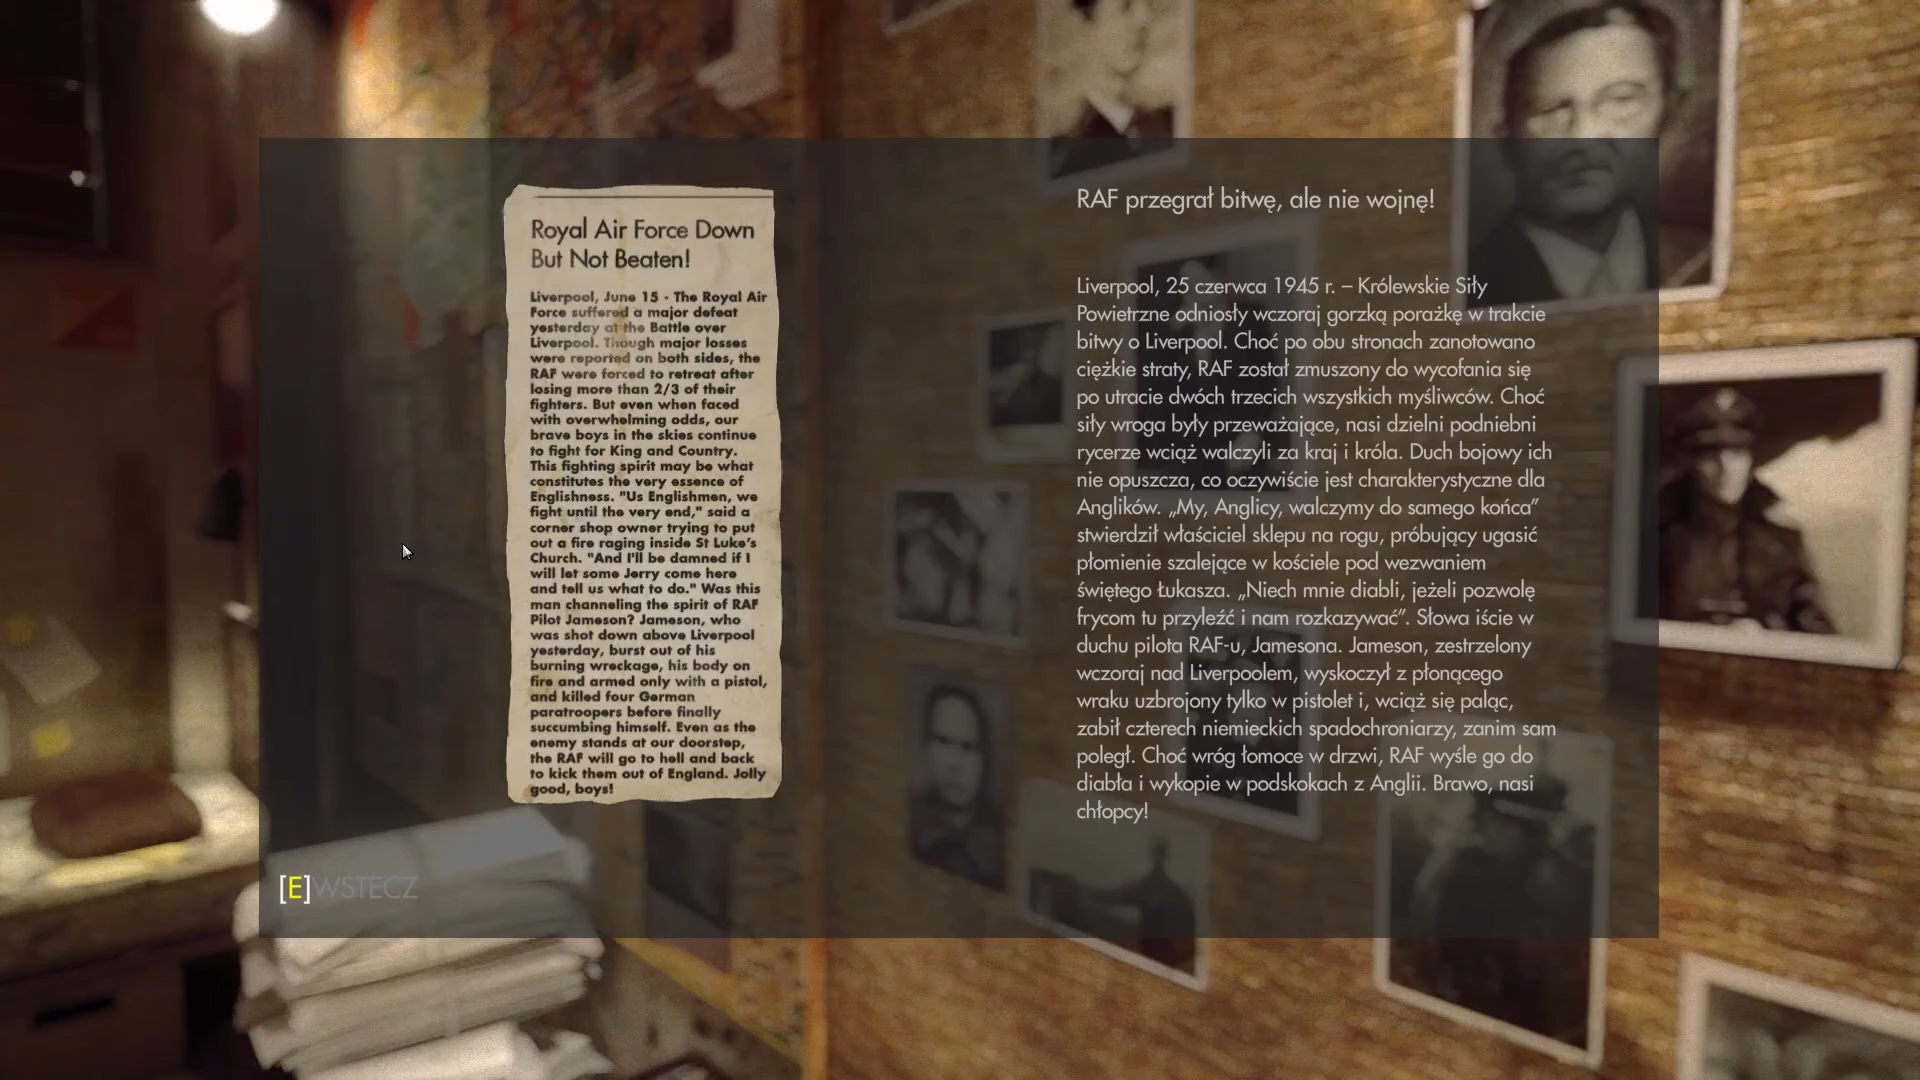 Royal Air Force Down
But Not Beaten!
Liverpool, June 15 - The Royal Air
Force suffered a major defeat
yesterday at the Battle over
Liverpool. Though major losses
were reported on both sides, the
RAF were forced to retreat after
losing more than 2/3 of their
fighters. But even when faced
with overwhelming odds, our
brave boys in the skies continue
to fight for King and Country.
This fighting spirit may be what
constitutes the very essence of
Englishness. "Us Englishmen, we
fight until the very end," said a
corner shop owner trying to put
out a fire raging inside St Luke's
Church. "And I'll be damned if I
will let some Jerry come here
and tell us what to do." Was this
man channeling the spirit of RAF
Pilot Jameson? Jameson, who
was shot down above Liverpool
yesterday, burst out of his
burning wreckage, his body on
fire and armed only with a pistol,
and killed four German
paratroopers before finally
succumbing himself. Even as the
enemy stands at our doorstep,
the RAF will go to hell and back
to kick them out of England. Jolly
good, boys!
RAF przegrał bitwę, ale nie wojnę!
Liverpool, 25 czerwca 1945 r. – Królewskie Siły
Powietrzne odniosły wczoraj gorzką porażkę w trakcie
bitwy o Liverpool. Choć po obu stronach zanotowano
ciężkie straty, RAF został zmuszony do wycofania się
po utracie dwóch trzecich wszystkich myśliwców. Choć
siły wroga były przeważające, nasi dzielni podniebni
rycerze wciąż walczyli za kraj i króla. Duch bojowy ich
nie opuszcza, co oczywiście jest charakterystyczne dla
Anglików. „My, Anglicy, walczymy do samego końca”
stwierdził właściciel sklepu na rogu, próbujący ugasić
płomienie szalejące w kościele pod wezwaniem
świętego Łukasza. „Niech mnie diabli, jeżeli pozwolę
frycom tu przyleźć i nam rozkazywać”. Słowa iście w
duchu pilota RAF-u, Jamesona. Jameson, zestrzelony
wczoraj nad Liverpoolem, wyskoczył z płonącego
wraku uzbrojony tylko w pistolet i, wciąż się paląc,
zabił czterech niemieckich spadochroniarzy, zanim sam
poległ. Choć wróg łomoce w drzwi, RAF wyśle go do
diabła i wykopie w podskokach z Anglii. Brawo, nasi
chłopcy!
[E]WSTECZ